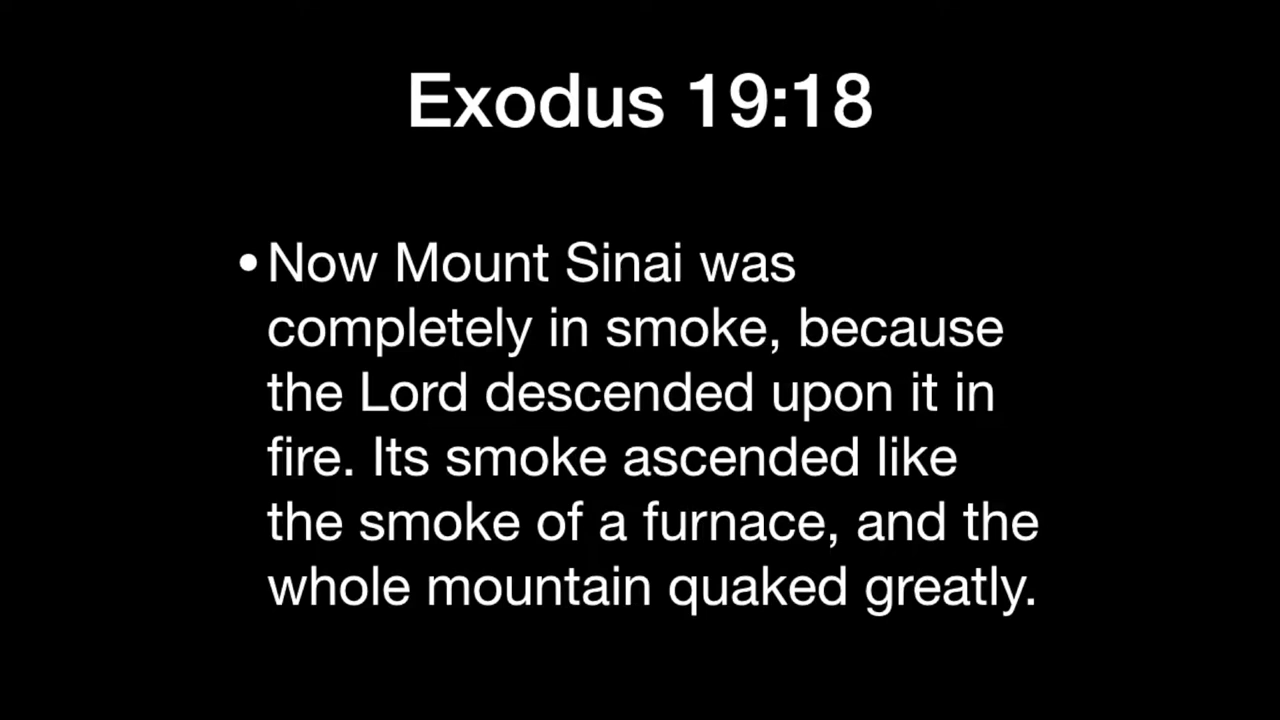 Exodus 19:18
•Now Mount Sinai was
completely in smoke, because
the Lord descended upon it in
fire. Its smoke ascended like
the smoke of a furnace, and the
whole mountain quaked greatly.